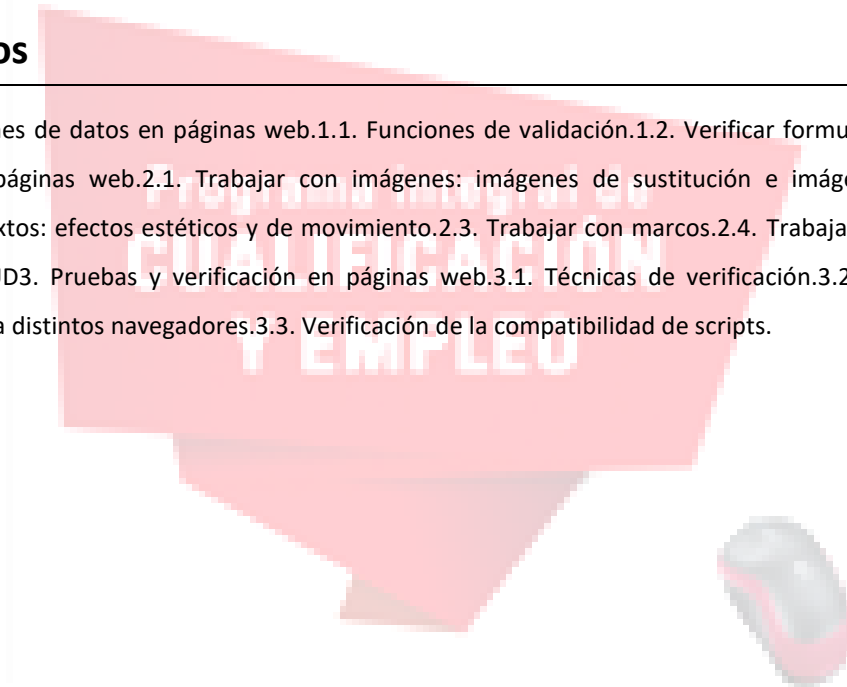 os
nes de datos en páginas web.1.1. Funciones de validación.1.2. Verificar formu
páginas web.2.1. Trabajar con imágenes: imágenes de sustitución e imáge
xtos: efectos estéticos y de movimiento.2.3. Trabajar con marcos.2.4. Trabaja
UD3. Pruebas y verificación en páginas web.3.1. Técnicas de verificación.3.2
a distintos navegadores.3.3. Verificación de la compatibilidad de scripts.
Programa integral de
CUALIFICACIÓN
Y EMPLEO